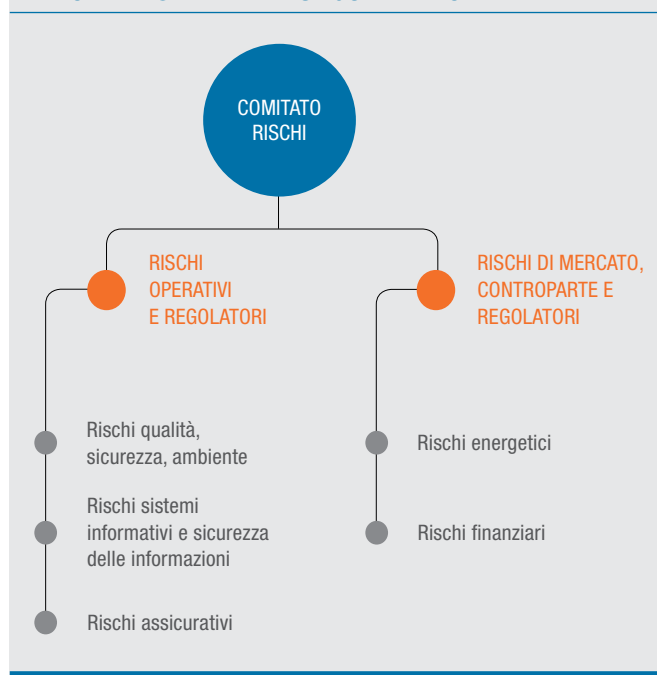 COMITATO
RISCHI
RISCHI
OPERATIVI
E REGOLATORI
RISCHI DI MERCATO,
CONTROPARTE E
REGOLATORI
Rischi qualità,
sicurezza, ambiente
Rischi sistemi
informativi e sicurezza
delle informazioni
Rischi assicurativi
Rischi energetici
Rischi finanziari